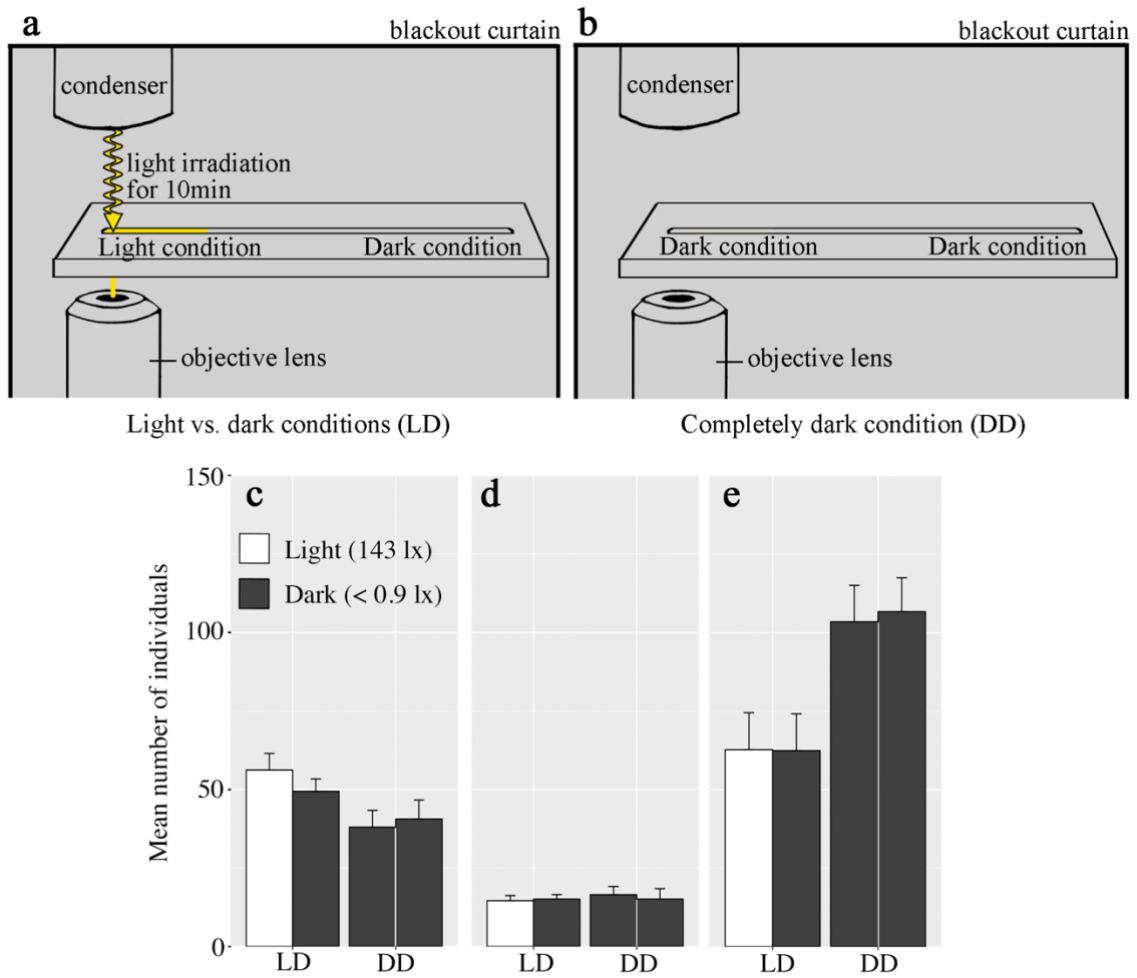 a
blackout curtain
condenser
light irradiation
for 10min
Light condition
Dark condition
objective lens
Light vs. dark conditions (LD)
b
blackout curtain
condenser
Dark condition
Dark condition
objective lens
Completely dark condition (DD)
Mean number of individuals
150
100
50
0
c
Light (143 lx)
Dark (< 0.9 lx)
LD
DD
d
LD
DD
e
LD
DD